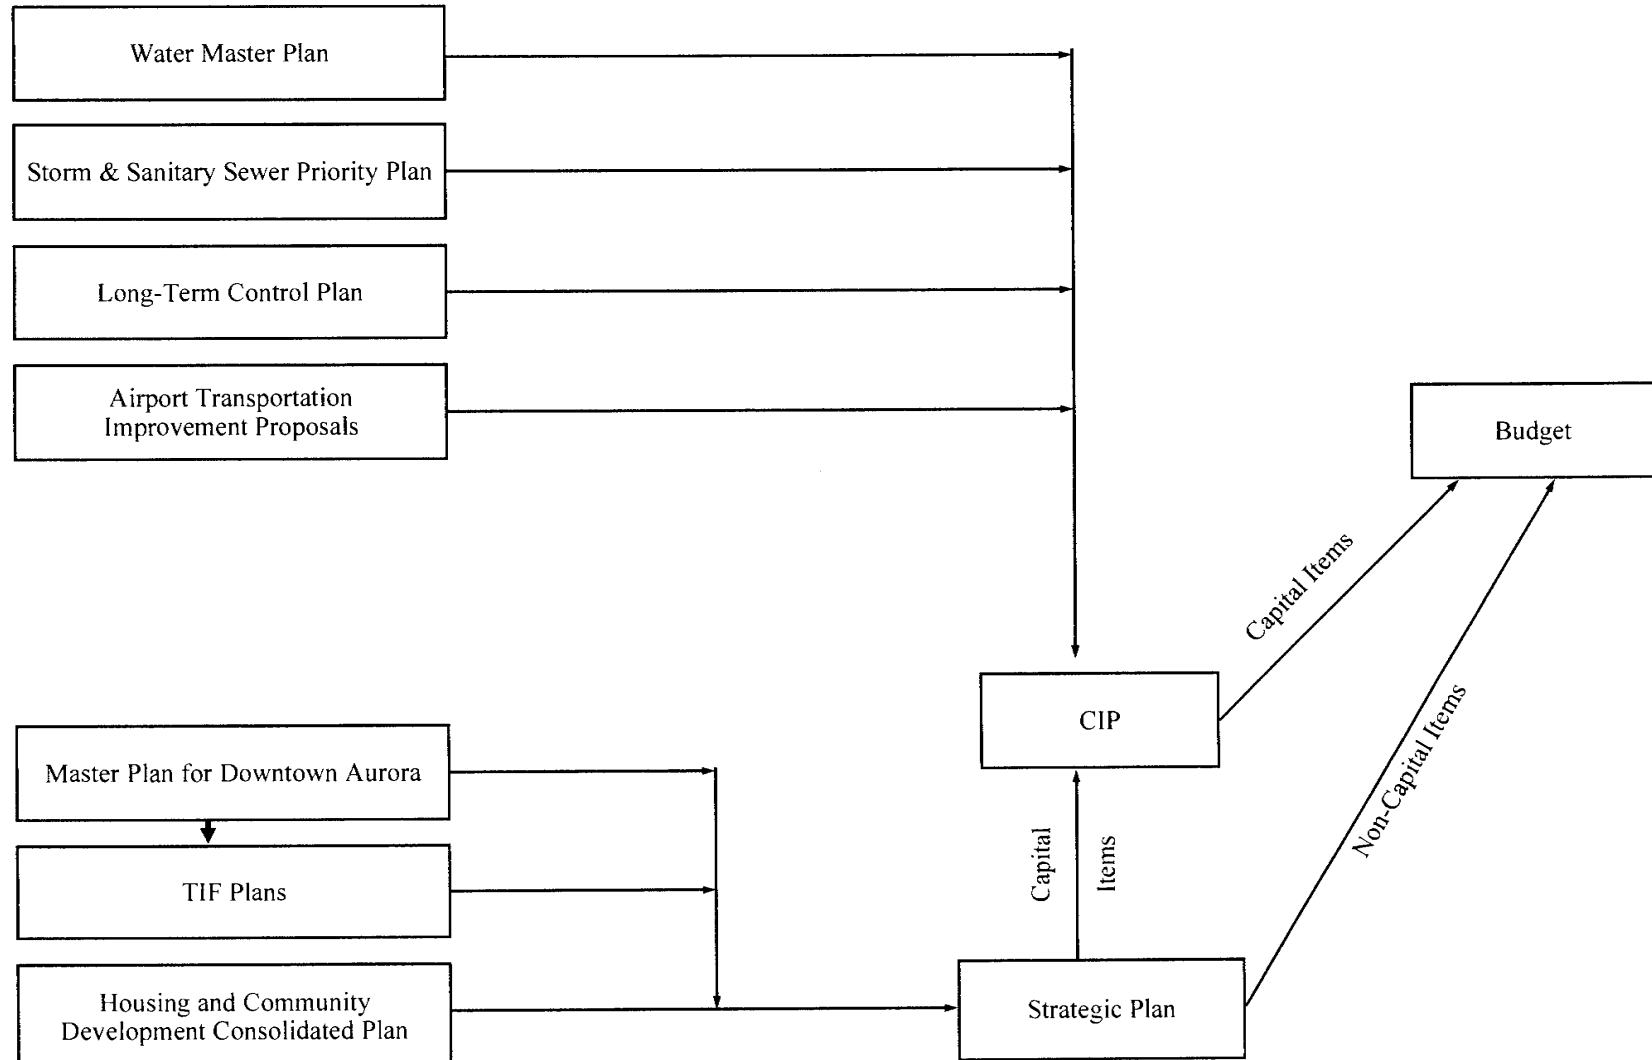 Water Master Plan
Storm & Sanitary Sewer Priority Plan
Long-Term Control Plan
Airport Transportation
Improvement Proposals
Budget
Capital Items
CIP
Non-Capital Items
Master Plan for Downtown Aurora
Capital
Items
TIF Plans
Housing and Community
Development Consolidated Plan
Strategic Plan